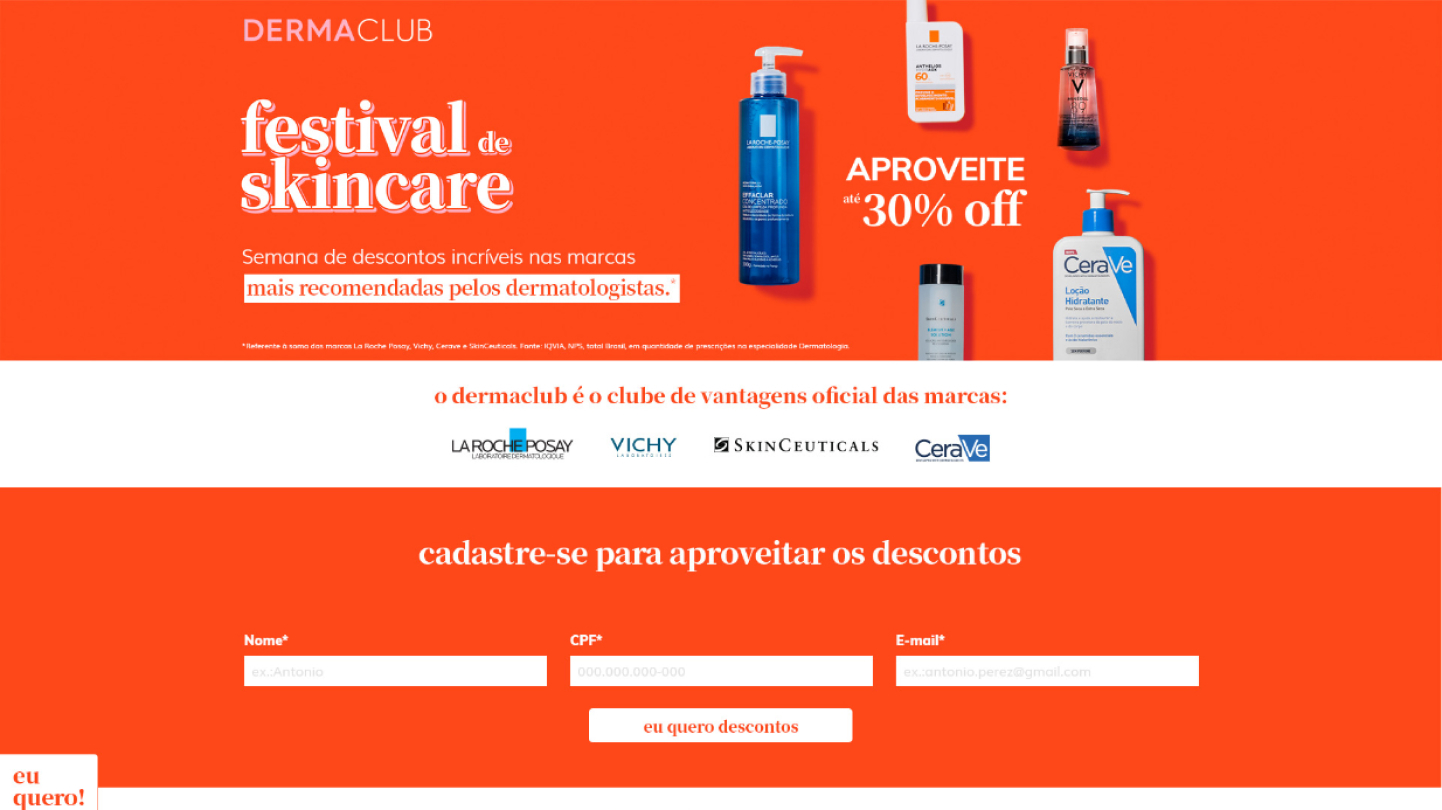 DERMACLUB
festival de
skincare
Semana de descontos incríveis nas marcas
mais recomendadas pelos dermatologistas.*
*Referente à soma das marcas La Roche Posay, Vichy, Cerave e SkinCeuticals. Fonte: IQVIA, NPS, total Brasil, em quantidade de prescrições na especialidade Dermatologia.
APROVEITE
até 30% off
LA ROCHE-POSAY
EFFACLAR
CONCENTRADO
LA ROCHE-POSAY
ANTHELIOS
60
VICHY
CeraVe
Loção
Hidratante
o dermaclub é o clube de vantagens oficial das marcas:
LA ROCHE POSAY
LABORATOIRE DERMATOLOGIQUE
VICHY
LABORATOIRES
SKINCEUTICALS
CeraVe
cadastre-se para aproveitar os descontos
Nome*
CPF*
E-mail*
ex.:Antonio
000.000.000-000
ex.:antonio.perez@gmail.com
eu quero descontos
eu
quero!